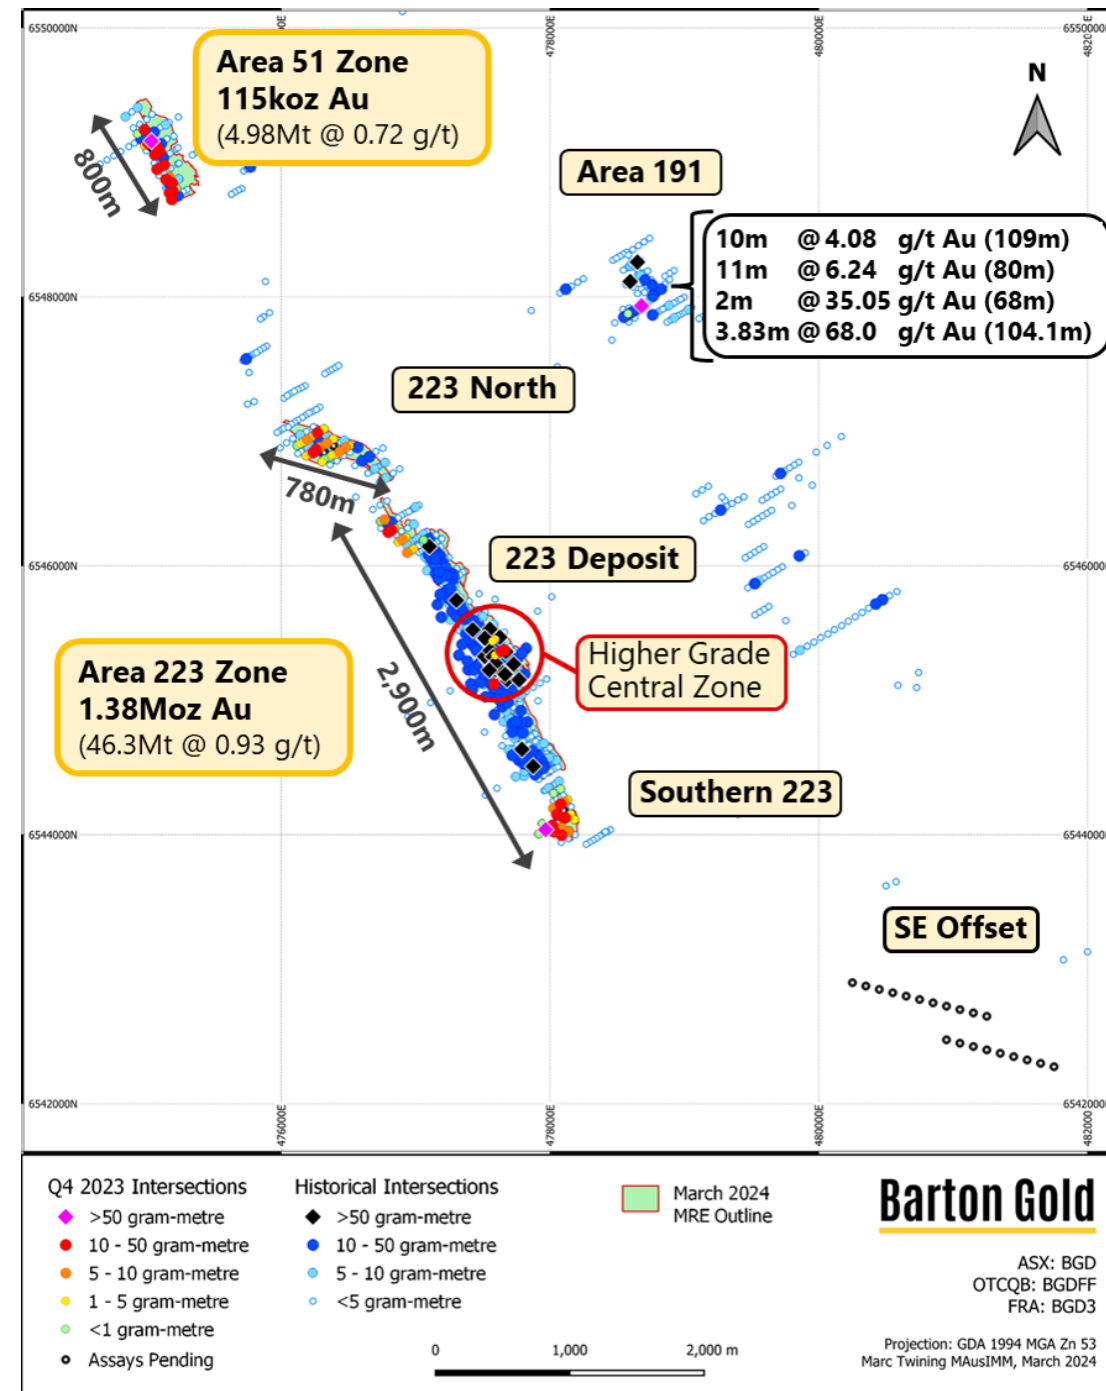 6550000N
478000E
480000E
6550000N
482000E
Area 51 Zone
115koz Au
(4.98Mt @ 0.72 g/t)
N
800m
Area 191
10m @ 4.08 g/t Au (109m)
11m @ 6.24 g/t Au (80m)
2m @ 35.05 g/t Au (68m)
3.83m @ 68.0 g/t Au (104.1m)
6548000N
223 North
780m
6546000N
6546000N
223 Deposit
Higher Grade
Central Zone
Area 223 Zone
1.38Moz Au
(46.3Mt @ 0.93 g/t)
2,900m
Southern 223
6544000N
6544000N
SE Offset
6542000N
476000E
478000E
480000E
6542000N
482000E
Q4 2023 Intersections
>50 gram-metre
10 - 50 gram-metre
5 - 10 gram-metre
1 - 5 gram-metre
<1 gram-metre
Assays Pending
Historical Intersections
>50 gram-metre
10 - 50 gram-metre
5 - 10 gram-metre
<5 gram-metre
March 2024
MRE Outline
0 1,000 2,000 m
Barton Gold
ASX: BGD
OTCQB: BGDFF
FRA: BGD3
Projection: GDA 1994 MGA Zn 53
Marc Twining MAusIMM, March 2024